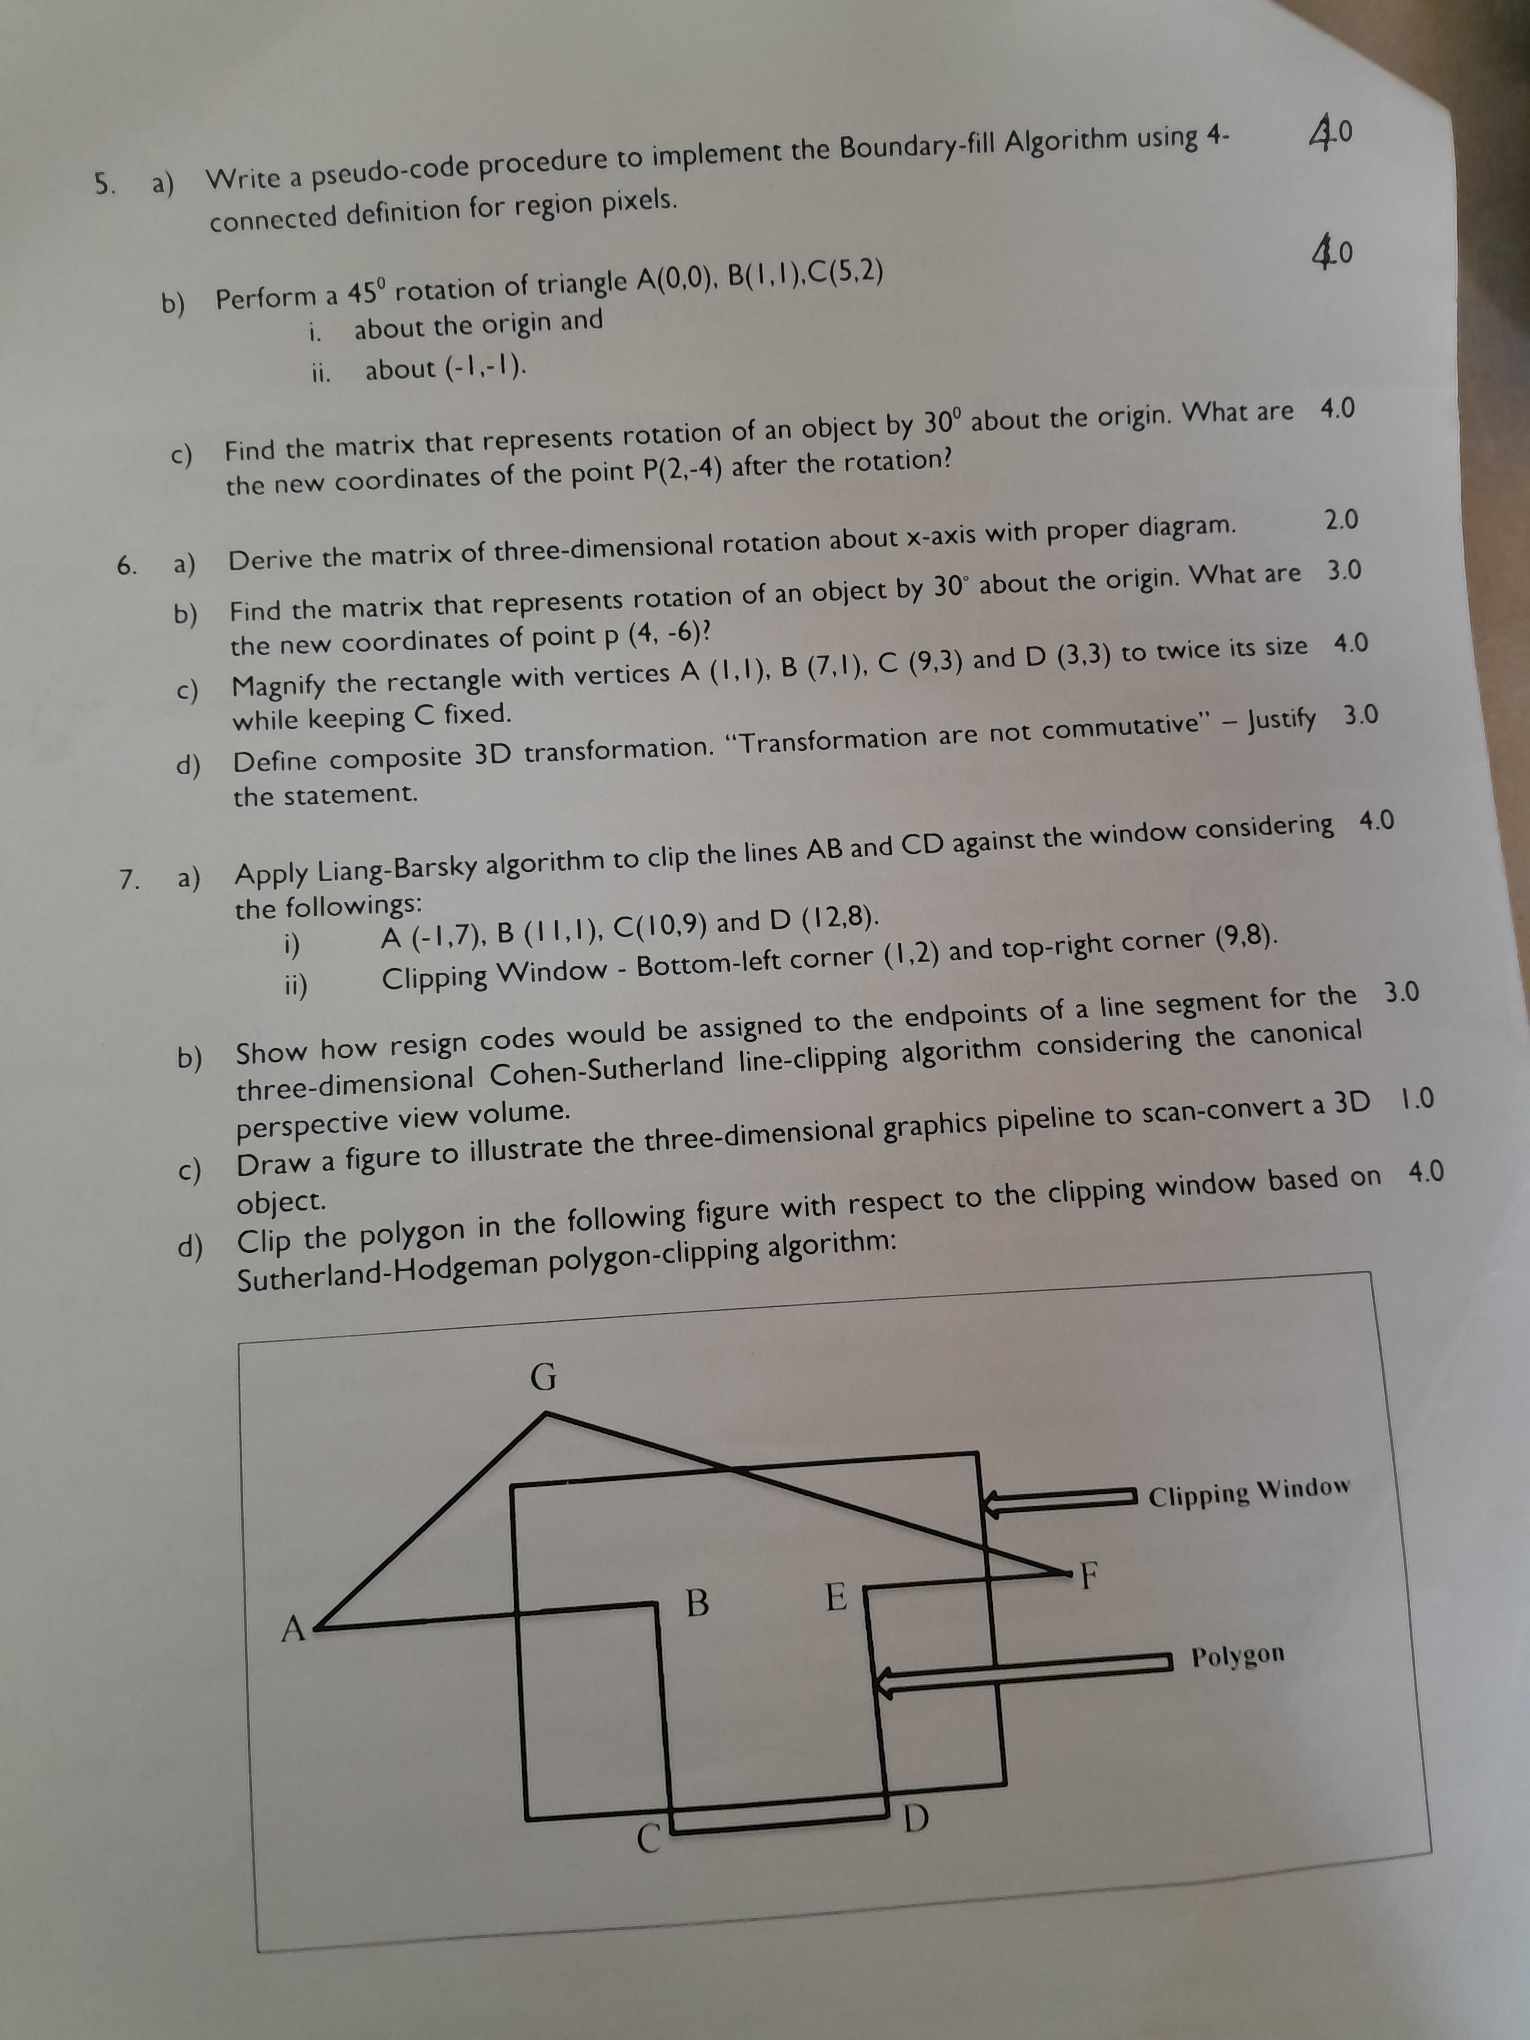 5. a) Write a pseudo-code procedure to implement the Boundary-fill Algorithm using 4- 4.0
connected definition for region pixels.
b) Perform a 45⁰ rotation of triangle A(0,0), B(1,1),C(5,2) 4.0
i. about the origin and
ii. about (-1,-1).
c) Find the matrix that represents rotation of an object by 30⁰ about the origin. What are 4.0
the new coordinates of the point P(2,-4) after the rotation?
6. a) Derive the matrix of three-dimensional rotation about x-axis with proper diagram. 2.0
b) Find the matrix that represents rotation of an object by 30° about the origin. What are 3.0
the new coordinates of point p (4, -6)?
c) Magnify the rectangle with vertices A (1,1), B (7,1), C (9,3) and D (3,3) to twice its size 4.0
while keeping C fixed.
d) Define composite 3D transformation. “Transformation are not commutative” – Justify 3.0
the statement.
7. a) Apply Liang-Barsky algorithm to clip the lines AB and CD against the window considering 4.0
the followings:
i) A (-1,7), B (11,1), C(10,9) and D (12,8).
ii) Clipping Window - Bottom-left corner (1,2) and top-right corner (9,8).
b) Show how resign codes would be assigned to the endpoints of a line segment for the 3.0
three-dimensional Cohen-Sutherland line-clipping algorithm considering the canonical
perspective view volume.
c) Draw a figure to illustrate the three-dimensional graphics pipeline to scan-convert a 3D 1.0
object.
d) Clip the polygon in the following figure with respect to the clipping window based on 4.0
Sutherland-Hodgeman polygon-clipping algorithm:
G
Clipping Window
F
B E
A
Polygon
D
C